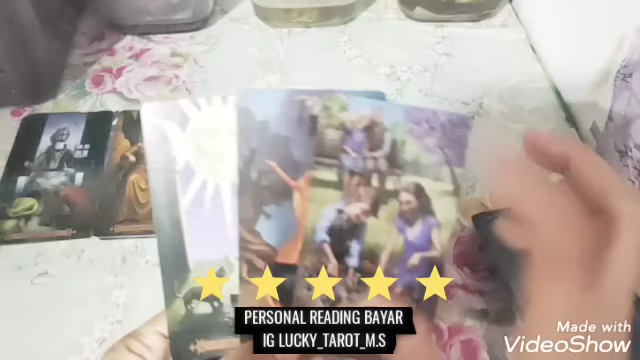 PERSONAL READING BAYAR
IG LUCKY_TAROT_M.S
Made with
VideoShow